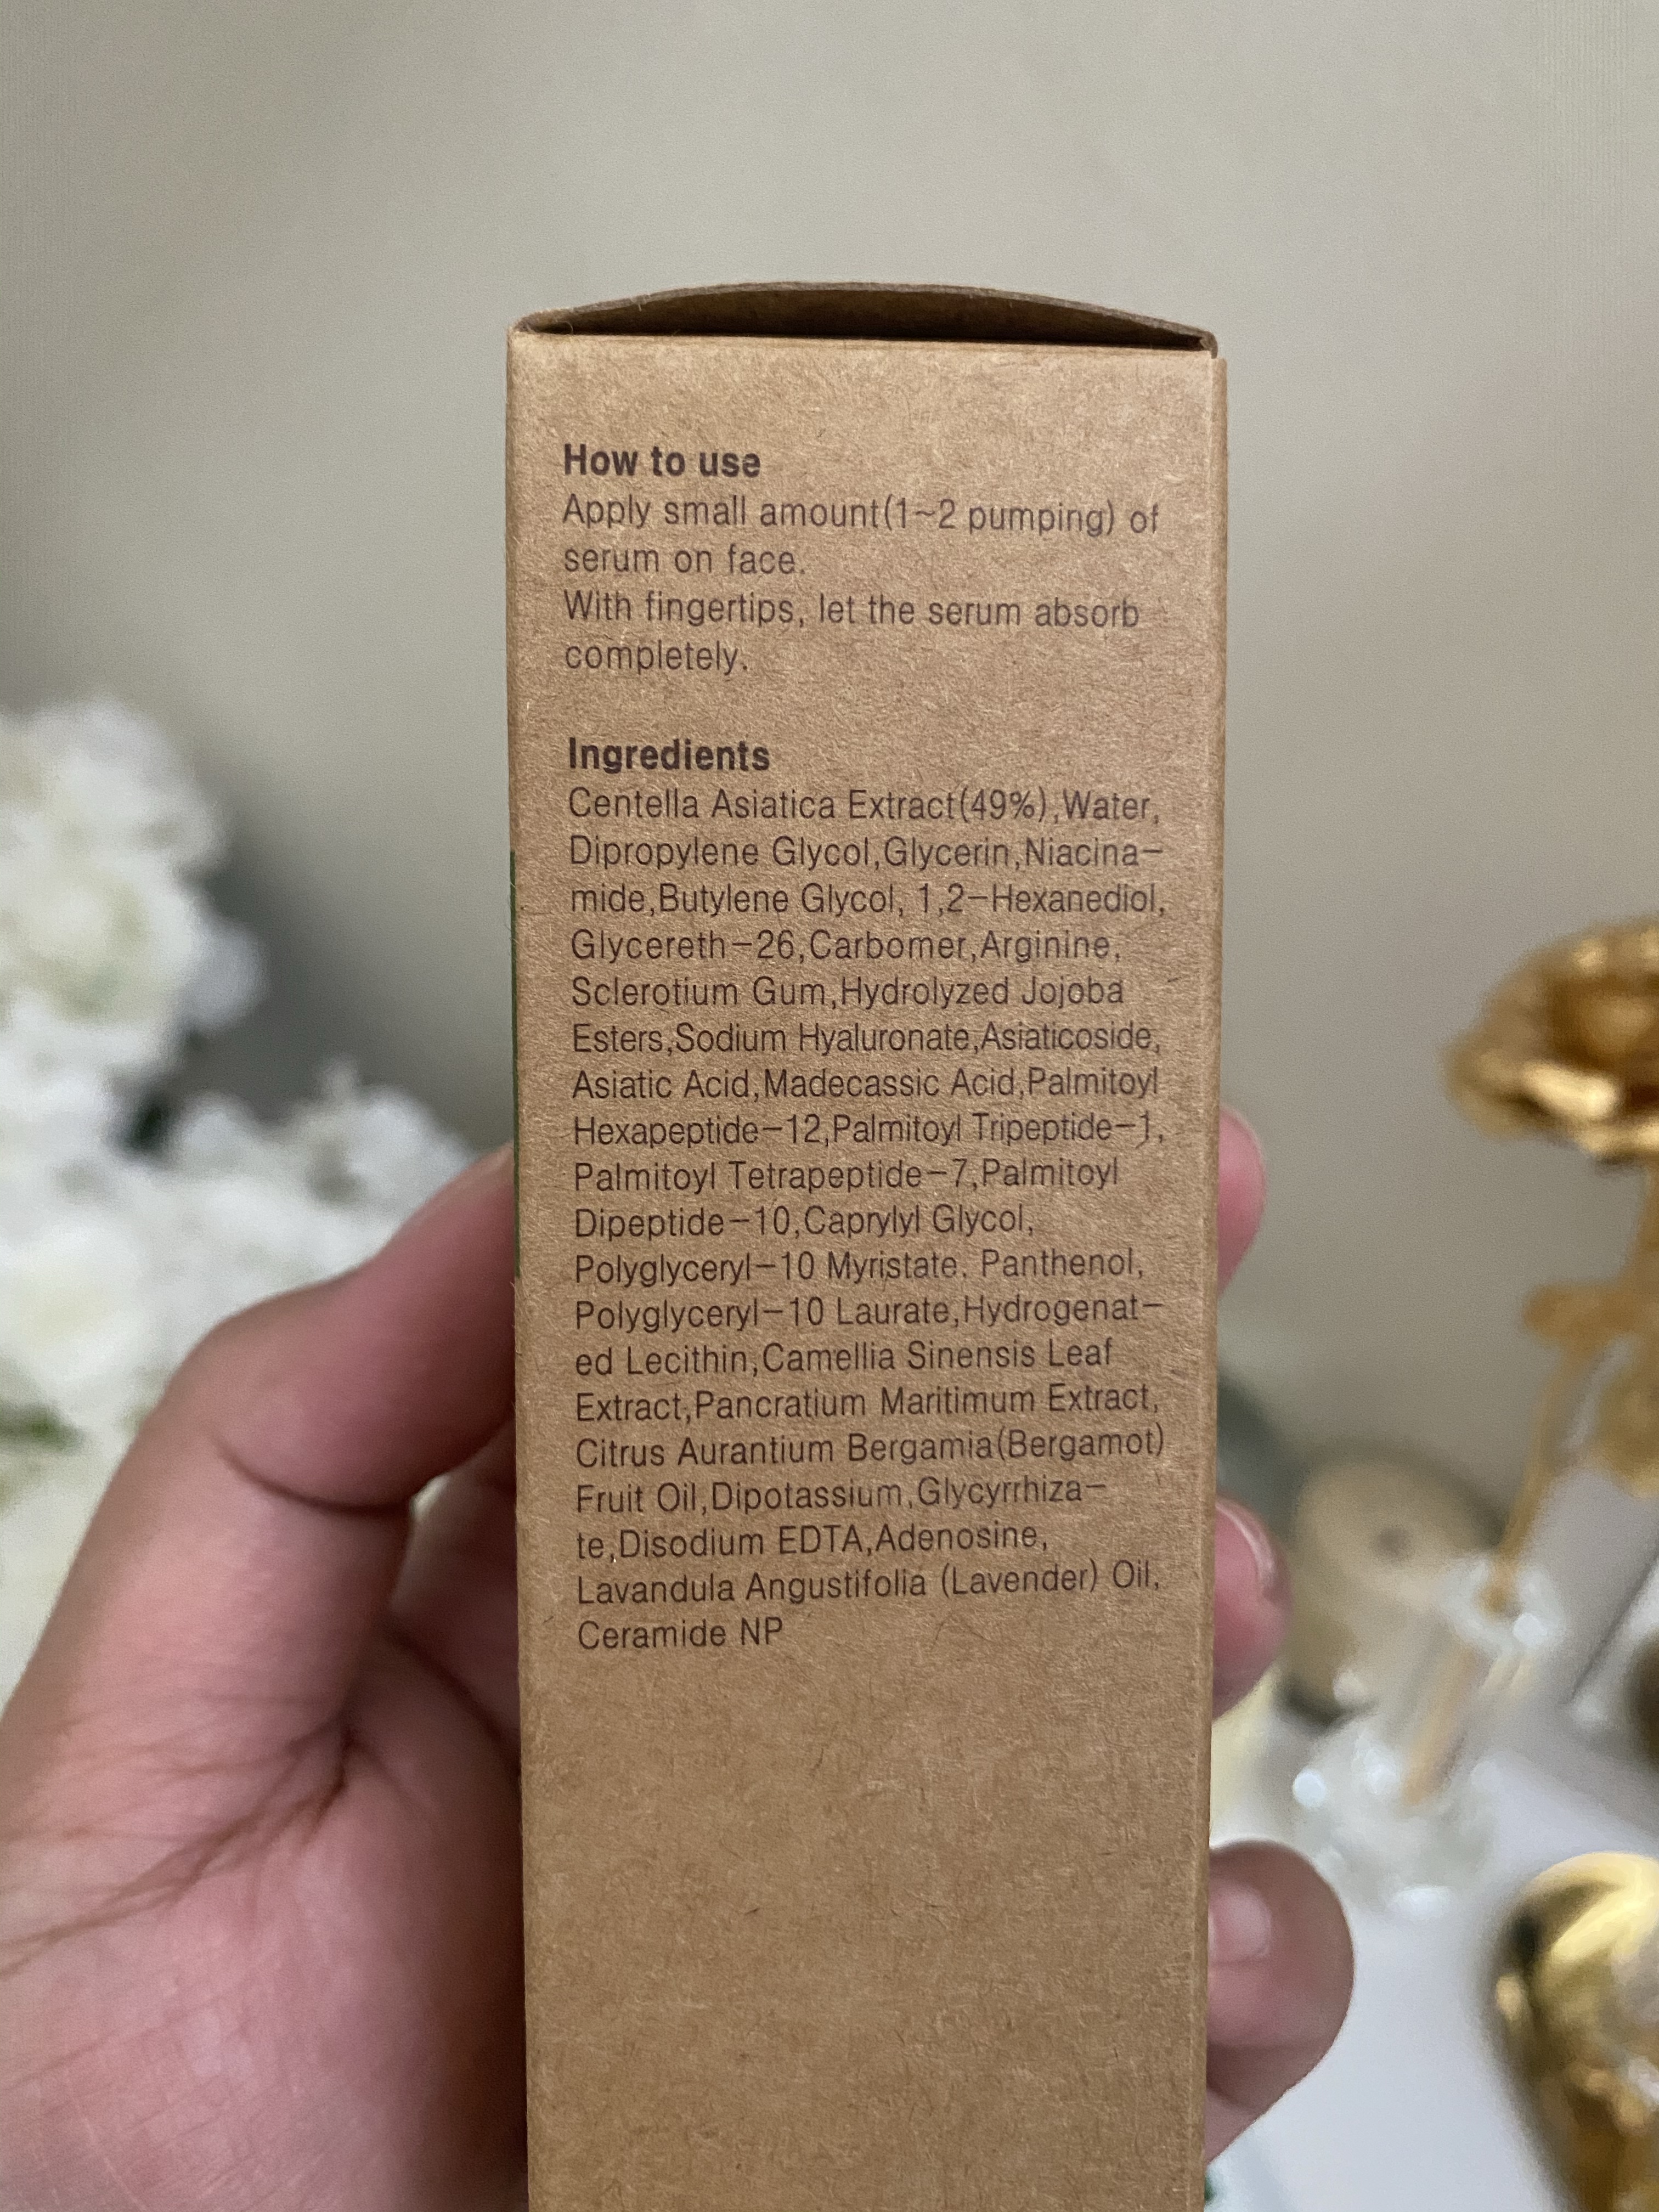 How to use
Apply small amount(1~2 pumping) of
serum on face.
With fingertips, let the serum absorb
completely.
Ingredients
Centella Asiatica Extract(49%),Water,
Dipropylene Glycol,Glycerin,Niacina-
mide,Butylene Glycol, 1,2-Hexanediol,
Glycereth-26,Carbomer,Arginine,
Sclerotium Gum,Hydrolyzed Jojoba
Esters,Sodium Hyaluronate,Asiaticoside,
Asiatic Acid,Madecassic Acid,Palmitoyl
Hexapeptide-12,Palmitoyl Tripeptide-1,
Palmitoyl Tetrapeptide-7,Palmitoyl
Dipeptide-10,Caprylyl Glycol,
Polyglyceryl-10 Myristate. Panthenol,
Polyglyceryl-10 Laurate,Hydrogenat-
ed Lecithin,Camellia Sinensis Leaf
Extract,Pancratium Maritimum Extract,
Citrus Aurantium Bergamia(Bergamot)
Fruit Oil,Dipotassium,Glycyrrhiza-
te,Disodium EDTA,Adenosine,
Lavandula Angustifolia (Lavender) Oil,
Ceramide NP